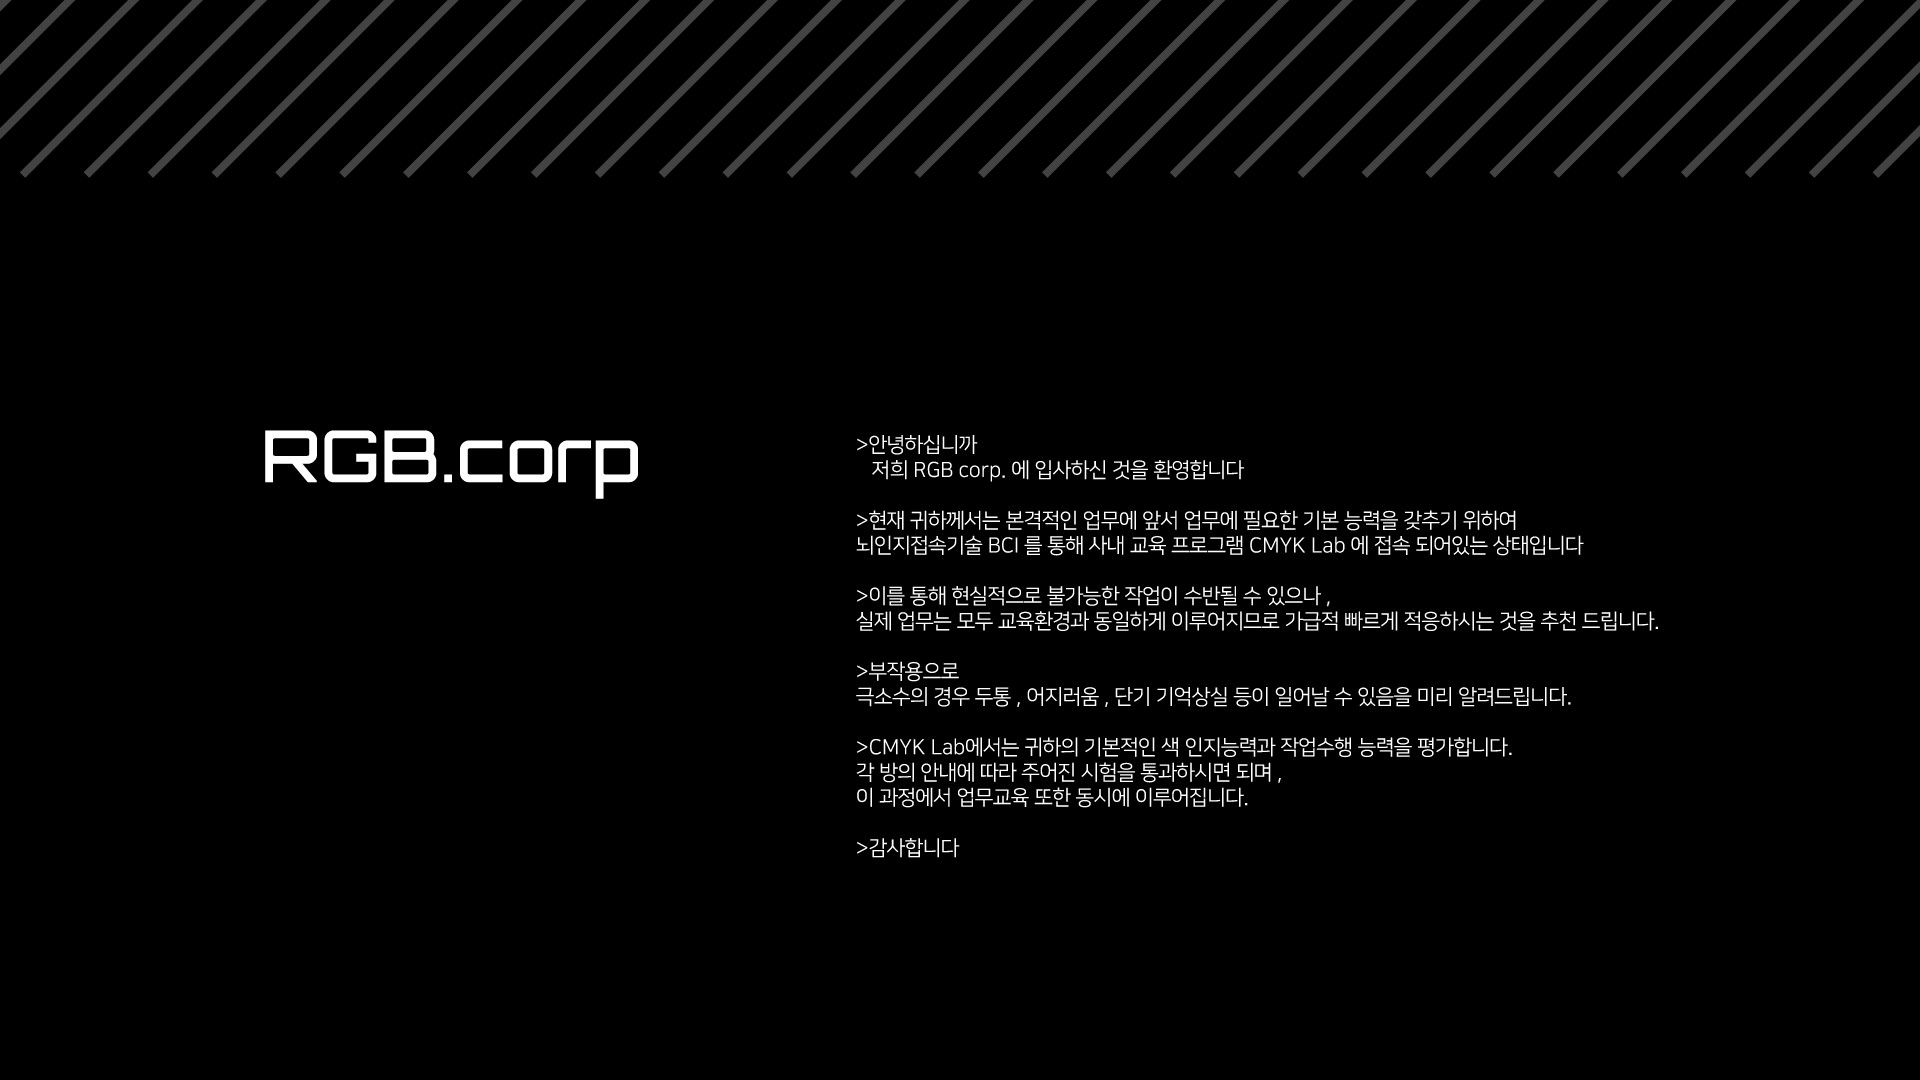 RGB.corp
>안녕하십니까
저희 RGB corp. 에 입사하신 것을 환영합니다
>현재 귀하께서는 본격적인 업무에 앞서 업무에 필요한 기본 능력을 갖추기 위하여
뇌인지접속기술 BCI 를 통해 사내 교육 프로그램 CMYK Lab 에 접속 되어있는 상태입니다
>이를 통해 현실적으로 불가능한 작업이 수반될 수 있으나 ,
실제 업무는 모두 교육환경과 동일하게 이루어지므로 가급적 빠르게 적응하시는 것을 추천 드립니다.
>부작용으로
극소수의 경우 두통 , 어지러움 , 단기 기억상실 등이 일어날 수 있음을 미리 알려드립니다.
>CMYK Lab에서는 귀하의 기본적인 색 인지능력과 작업수행 능력을 평가합니다.
각 방의 안내에 따라 주어진 시험을 통과하시면 되며 ,
이 과정에서 업무교육 또한 동시에 이루어집니다.
>감사합니다